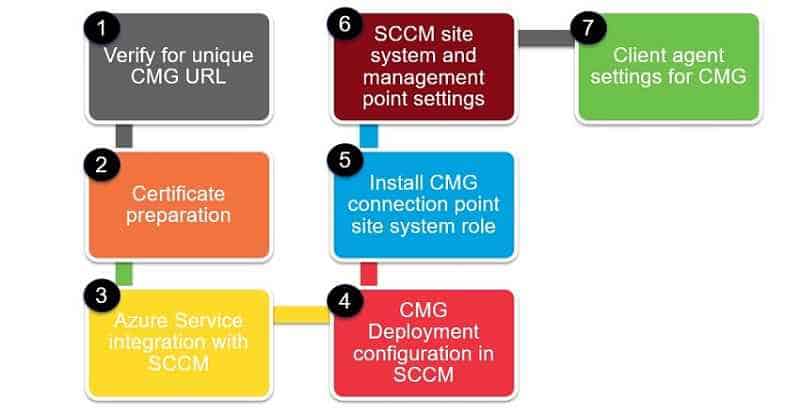 1
Verify for unique
CMG URL
2
Certificate
preparation
3
Azure Service
integration with
SCCM
4
CMG
Deployment
configuration in
SCCM
5
Install CMG
connection point
site system role
6
SCCM site
system and
management
point settings
7
Client agent
settings for CMG